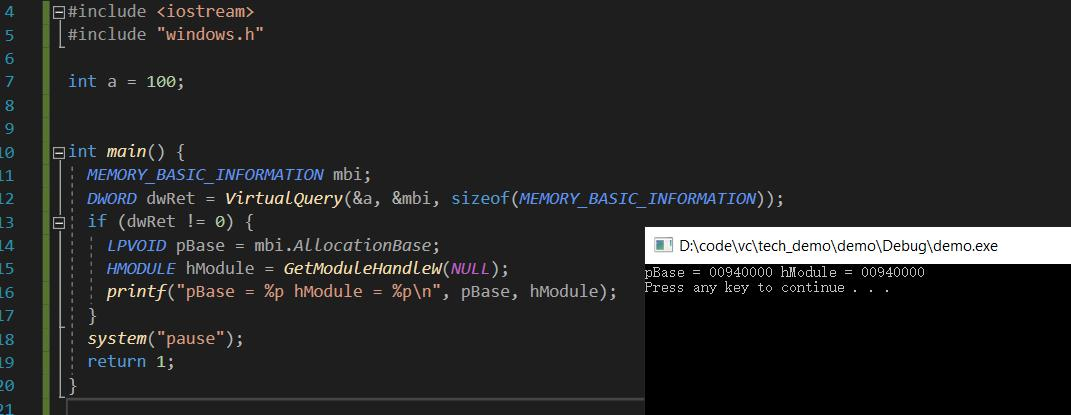 4 #include <iostream>
5 #include "windows.h"
6
7 int a = 100;
8
9
10 int main() {
11 MEMORY_BASIC_INFORMATION mbi;
12 DWORD dwRet = VirtualQuery(&a, &mbi, sizeof(MEMORY_BASIC_INFORMATION));
13 if (dwRet != 0) {
14 LPVOID pBase = mbi.AllocationBase;
15 HMODULE hModule = GetModuleHandleW(NULL);
16 printf("pBase = %p hModule = %p\n", pBase, hModule);
17 }
18 system("pause");
19 return 1;
20 }
21
D:\code\vc\tech_demo\demo\Debug\demo.exe
pBase = 00940000 hModule = 00940000
Press any key to continue . . .